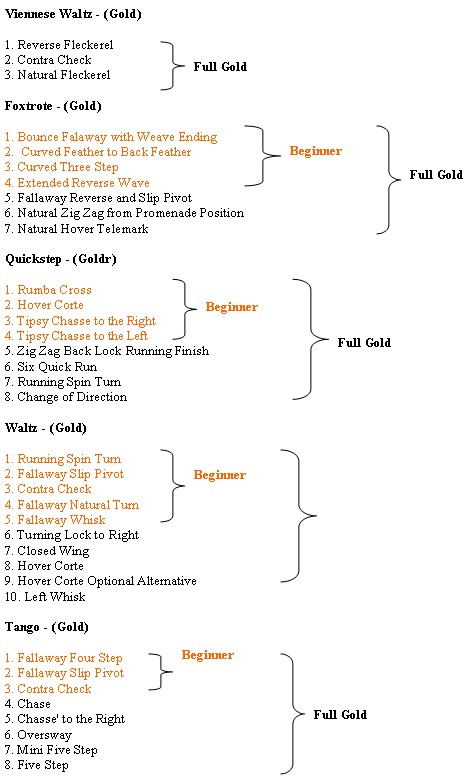 Viennese Waltz - (Gold)
1. Reverse Fleckerel
2. Contra Check
3. Natural Fleckerel
Full Gold
Foxtrote - (Gold)
1. Bounce Falaway with Weave Ending
2. Curved Feather to Back Feather
3. Curved Three Step
4. Extended Reverse Wave
Beginner
5. Fallaway Reverse and Slip Pivot
6. Natural Zig Zag from Promenade Position
7. Natural Hover Telemark
Full Gold
Quickstep - (Goldr)
1. Rumba Cross
2. Hover Corte
3. Tipsy Chasse to the Right
4. Tipsy Chasse to the Left
Beginner
5. Zig Zag Back Lock Running Finish
6. Six Quick Run
7. Running Spin Turn
8. Change of Direction
Full Gold
Waltz - (Gold)
1. Running Spin Turn
2. Fallaway Slip Pivot
3. Contra Check
4. Fallaway Natural Turn
5. Fallaway Whisk
Beginner
6. Turning Lock to Right
7. Closed Wing
8. Hover Corte
9. Hover Corte Optional Alternative
10. Left Whisk
Tango - (Gold)
1. Fallaway Four Step
2. Fallaway Slip Pivot
3. Contra Check
Beginner
4. Chase
5. Chasse' to the Right
6. Oversway
7. Mini Five Step
8. Five Step
Full Gold